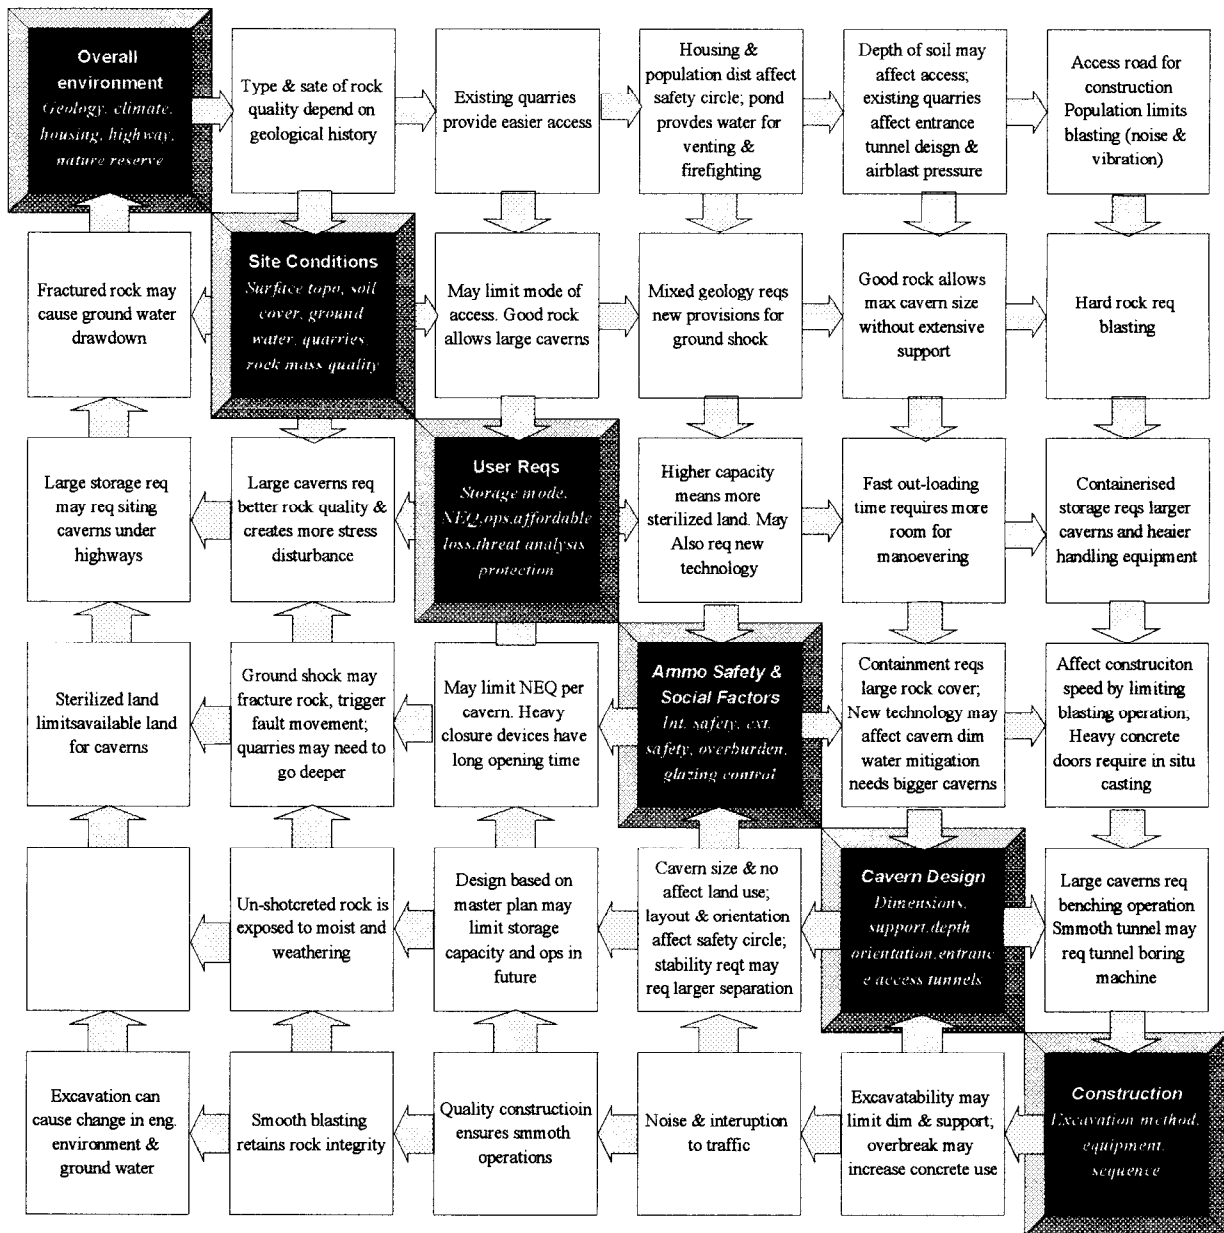 Overall
environment
Geology, climate,
housing, highway,
nature reserve
Type & sate of rock
quality depend on
geological history
Existing quarries
provide easier access
Housing &
population dist affect
safety circle; pond
provdes water for
venting &
firefighting
Depth of soil may
affect access;
existing quarries
affect entrance
tunnel deisgn &
airblast pressure
Access road for
construction
Population limits
blasting (noise &
vibration)
Fractured rock may
cause ground water
drawdown
Site Conditions
Surface topo, soil
cover, ground
water, quarries,
rock mass quality
May limit mode of
access. Good rock
allows large caverns
Mixed geology reqs
new provisions for
ground shock
Good rock allows
max cavern size
without extensive
support
Hard rock req
blasting
Large storage req
may req siting
caverns under
highways
Large caverns req
better rock quality &
creates more stress
disturbance
User Reqs
Storage mode,
NEQ,ops,affordable
loss,threat analysis
protection
Higher capacity
means more
sterilized land. May
Also req new
technology
Fast out-loading
time requires more
room for
manoevering
Containerised
storage reqs larger
caverns and heaier
handling equipment
Sterilized land
limitsavailable land
for caverns
Ground shock may
fracture rock, trigger
fault movement;
quarries may need to
go deeper
May limit NEQ per
cavern. Heavy
closure devices have
long opening time
Ammo Safety &
Social Factors
Int. safety, ext.
safety, overburden,
glazing control
Containment reqs
large rock cover;
New technology may
affect cavern dim
water mitigation
needs bigger caverns
Affect construciton
speed by limiting
blasting operation;
Heavy concrete
doors require in situ
casting
Un-shotcreted rock is
exposed to moist and
weathering
Design based on
master plan may
limit storage
capacity and ops in
future
Cavern size & no
affect land use;
layout & orientation
affect safety circle;
stability reqt may
req larger separation
Cavern Design
Dimensions,
support,depth
orientation,entranc
e access tunnels
Large caverns req
benching operation
Smmoth tunnel may
req tunnel boring
machine
Excavation can
cause change in eng.
environment &
ground water
Smooth blasting
retains rock integrity
Quality constructioin
ensures smmoth
operations
Noise & interuption
to traffic
Excavatability may
limit dim & support;
overbreak may
increase concrete use
Construction
Excavation method,
equipment,
sequence